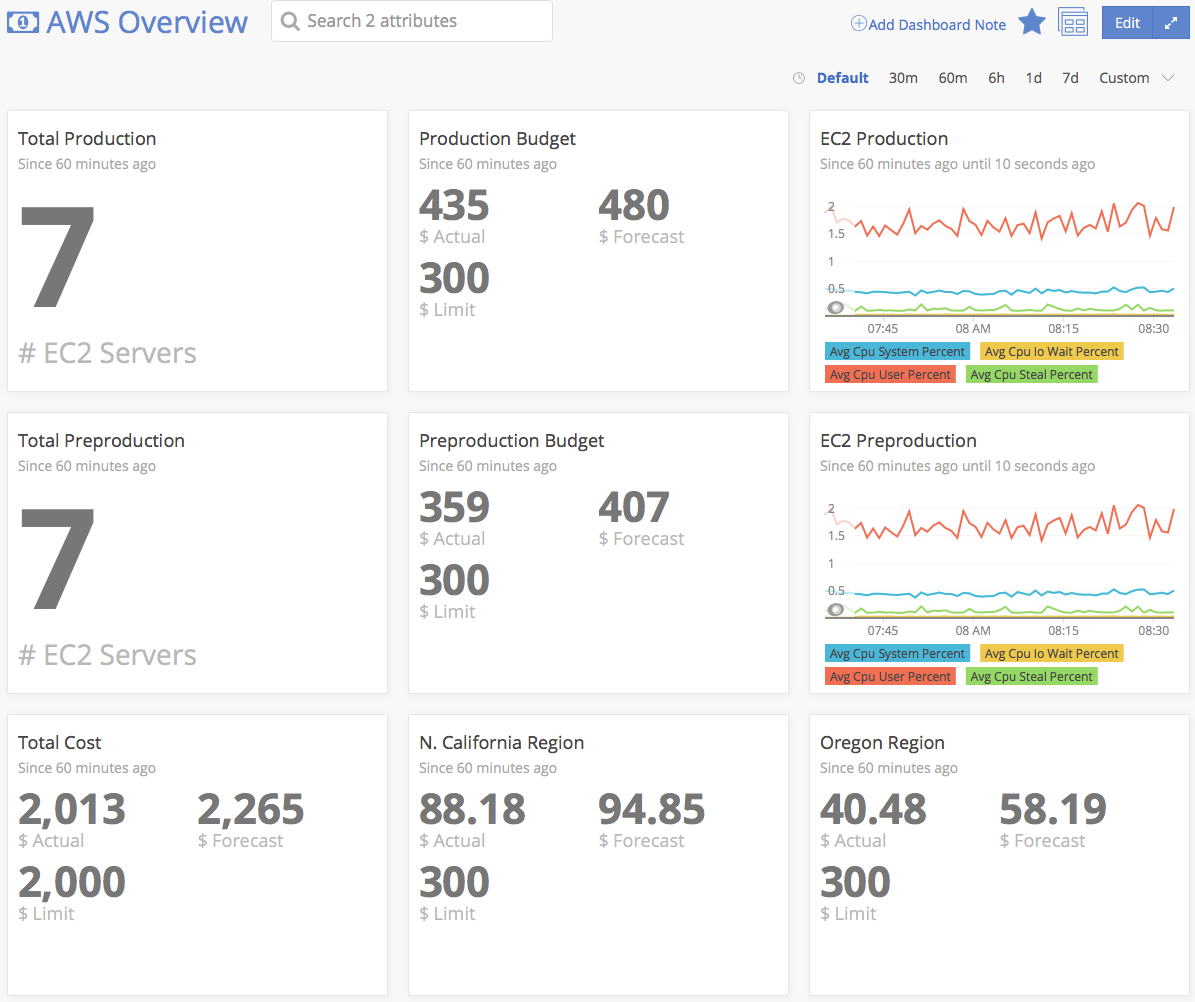 AWS Overview
Search 2 attributes
Add Dashboard Note
Edit
Default 30m 60m 6h 1d 7d Custom
Total Production
Since 60 minutes ago
7
# EC2 Servers
Production Budget
Since 60 minutes ago
435 480
$ Actual $ Forecast
300
$ Limit
EC2 Production
Since 60 minutes ago until 10 seconds ago
2
1.5
1
0.5
07:45 08 AM 08:15 08:30
Avg Cpu System Percent Avg Cpu Io Wait Percent
Avg Cpu User Percent Avg Cpu Steal Percent
Total Preproduction
Since 60 minutes ago
7
# EC2 Servers
Preproduction Budget
Since 60 minutes ago
359 407
$ Actual $ Forecast
300
$ Limit
EC2 Preproduction
Since 60 minutes ago until 10 seconds ago
2
1.5
1
0.5
07:45 08 AM 08:15 08:30
Avg Cpu System Percent Avg Cpu Io Wait Percent
Avg Cpu User Percent Avg Cpu Steal Percent
Total Cost
Since 60 minutes ago
2,013 2,265
$ Actual $ Forecast
2,000
$ Limit
N. California Region
Since 60 minutes ago
88.18 94.85
$ Actual $ Forecast
300
$ Limit
Oregon Region
Since 60 minutes ago
40.48 58.19
$ Actual $ Forecast
300
$ Limit